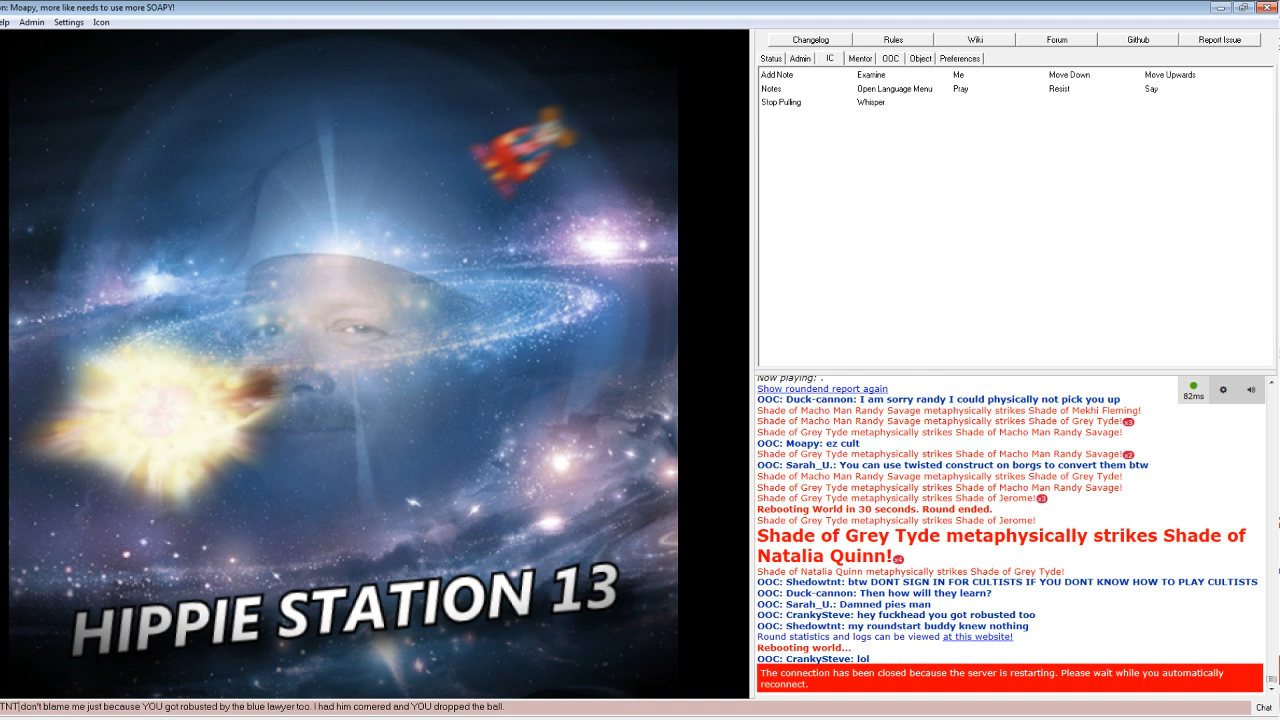 on: Moapy, more like needs to use more SOAPY!
elp Admin Settings Icon
Changelog Rules Wiki Forum Github Report Issue
Status Admin IC Mentor OOC Object Preferences
Add Note Examine Me Move Down Move Upwards
Notes Open Language Menu Pray Resist Say
Stop Pulling Whisper
Now playing: .
Show roundend report again
82ms
OOC: Duck-cannon: I am sorry randy I could physically not pick you up
Shade of Macho Man Randy Savage metaphysically strikes Shade of Mekhi Fleming!
Shade of Macho Man Randy Savage metaphysically strikes Shade of Grey Tyde! x3
Shade of Grey Tyde metaphysically strikes Shade of Macho Man Randy Savage!
OOC: Moapy: ez cult
Shade of Grey Tyde metaphysically strikes Shade of Macho Man Randy Savage! x2
OOC: Sarah_U.: You can use twisted construct on borgs to convert them btw
Shade of Macho Man Randy Savage metaphysically strikes Shade of Grey Tyde!
Shade of Grey Tyde metaphysically strikes Shade of Macho Man Randy Savage!
Shade of Grey Tyde metaphysically strikes Shade of Jerome! x3
Rebooting World in 30 seconds. Round ended.
Shade of Grey Tyde metaphysically strikes Shade of Jerome!
Shade of Grey Tyde metaphysically strikes Shade of
Natalia Quinn! x4
Shade of Natalia Quinn metaphysically strikes Shade of Grey Tyde!
OOC: Shedowtnt: btw DONT SIGN IN FOR CULTISTS IF YOU DONT KNOW HOW TO PLAY CULTISTS
OOC: Duck-cannon: Then how will they learn?
OOC: Sarah_U.: Damned pies man
OOC: CrankySteve: hey fuckhead you got robusted too
OOC: Shedowtnt: my roundstart buddy knew nothing
Round statistics and logs can be viewed at this website!
Rebooting world...
OOC: CrankySteve: lol
The connection has been closed because the server is restarting. Please wait while you automatically
reconnect.
HIPPIE STATION 13
TNT don't blame me just because YOU got robusted by the blue lawyer too. I had him cornered and YOU dropped the ball.
Chat